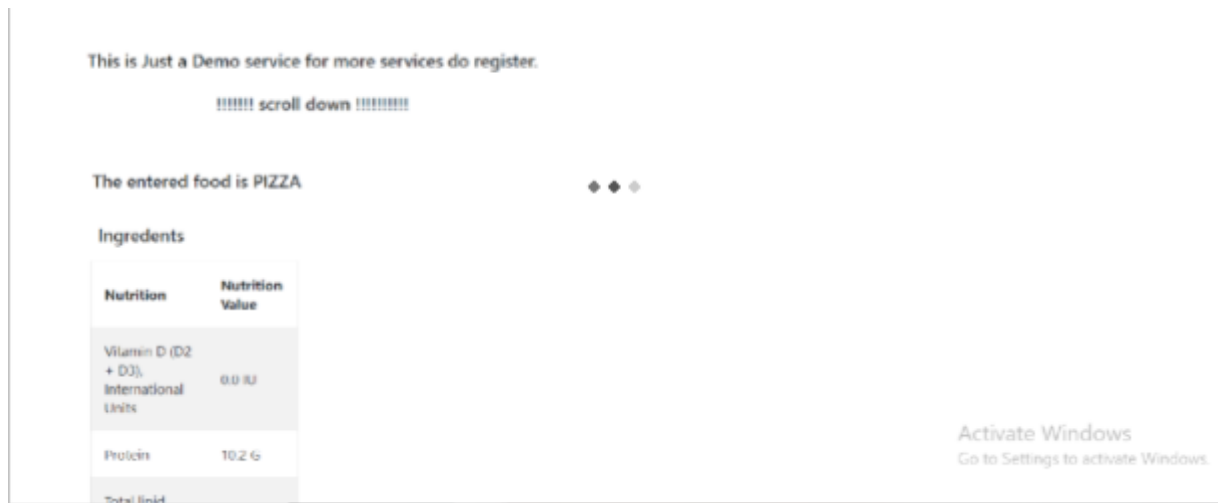 This is Just a Demo service for more services do register.
!!!!!!! scroll down !!!!!!!!!!
The entered food is PIZZA
Ingredents
Nutrition
Nutrition
Value
Vitamin D (D2
+ D3),
International
Units
0.0 IU
Protein
10.2 G
Total lipid
Activate Windows
Go to Settings to activate Windows.